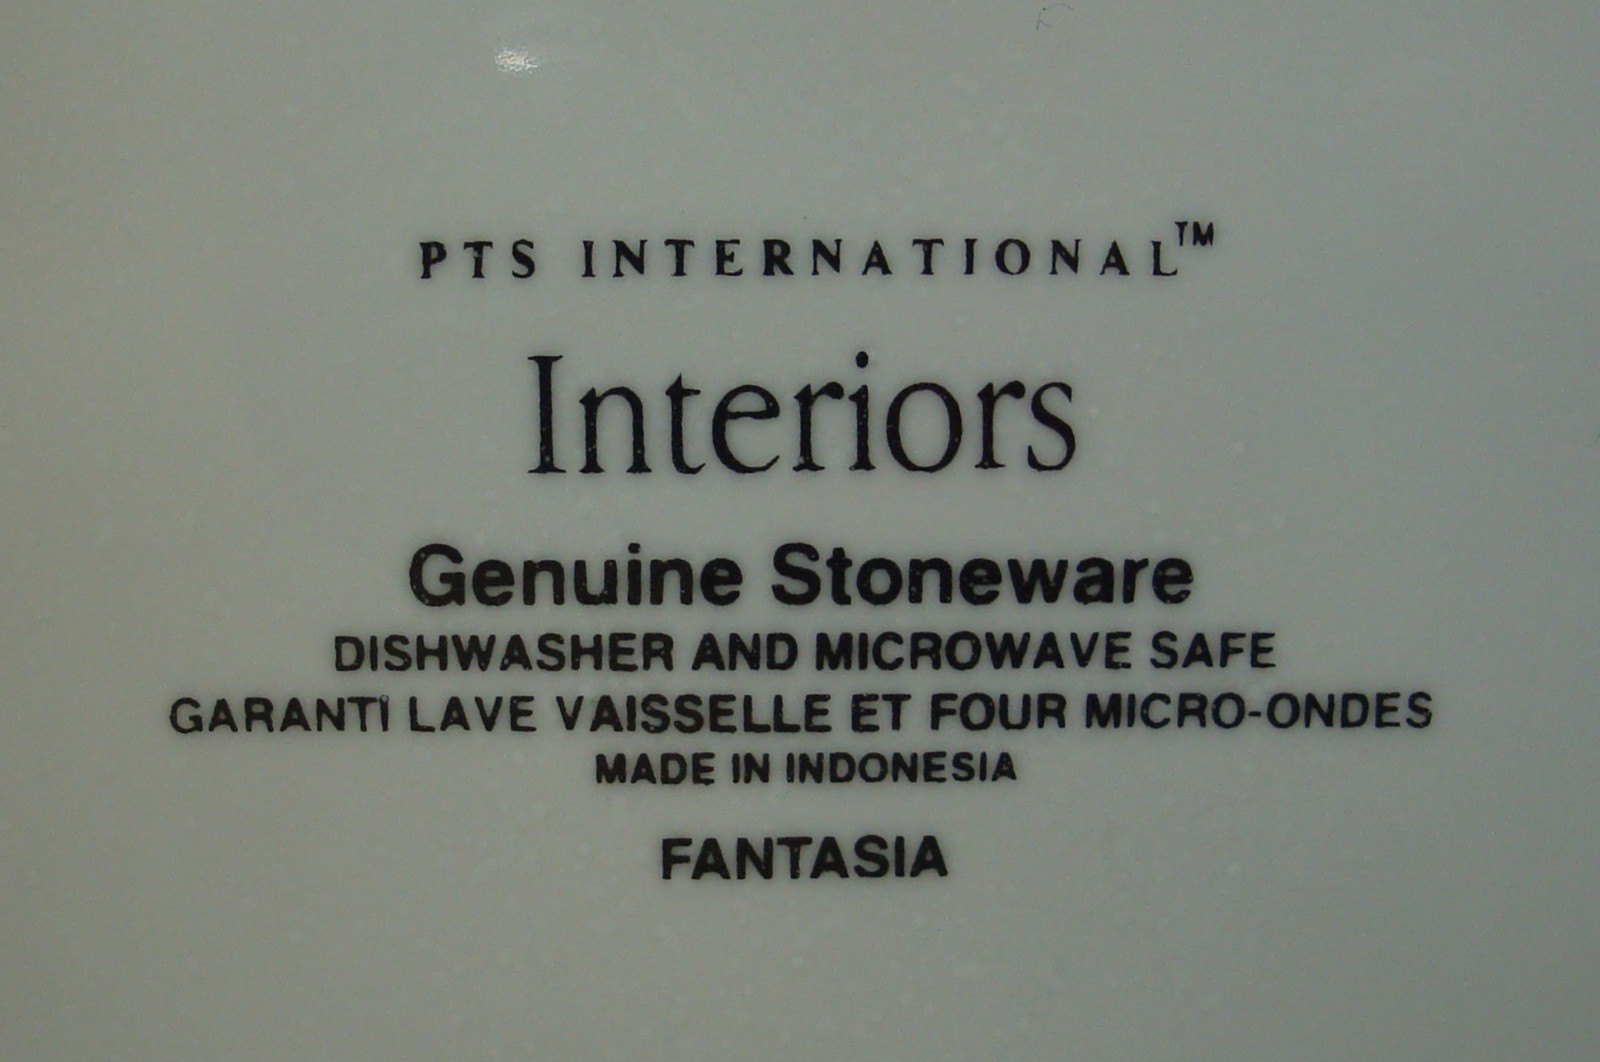 PTS INTERNATIONAL™
Interiors
Genuine Stoneware
DISHWASHER AND MICROWAVE SAFE
GARANTI LAVE VAISSELLE ET FOUR MICRO-ONDES
MADE IN INDONESIA
FANTASIA